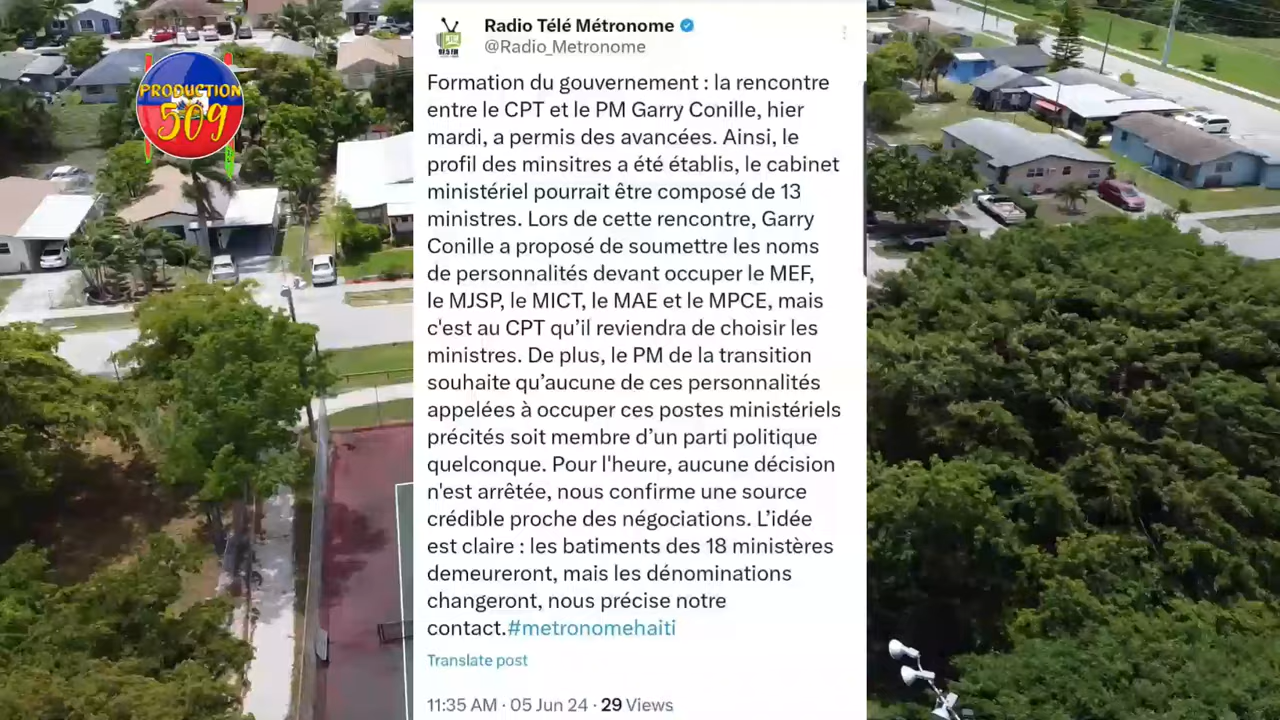 PRODUCTION
509
Radio Télé Métronome
@Radio_Metronome
Formation du gouvernement : la rencontre
entre le CPT et le PM Garry Conille, hier
mardi, a permis des avancées. Ainsi, le
profil des minsitres a été établis, le cabinet
ministériel pourrait être composé de 13
ministres. Lors de cette rencontre, Garry
Conille a proposé de soumettre les noms
de personnalités devant occuper le MEF,
le MJSP, le MICT, le MAE et le MPCE, mais
c'est au CPT qu’il reviendra de choisir les
ministres. De plus, le PM de la transition
souhaite qu’aucune de ces personnalités
appelées à occuper ces postes ministériels
précités soit membre d’un parti politique
quelconque. Pour l'heure, aucune décision
n'est arrêtée, nous confirme une source
crédible proche des négociations. L’idée
est claire : les batiments des 18 ministères
demeureront, mais les dénominations
changeront, nous précise notre
contact.#metronomehaiti
Translate post
11:35 AM · 05 Jun 24 · 29 Views